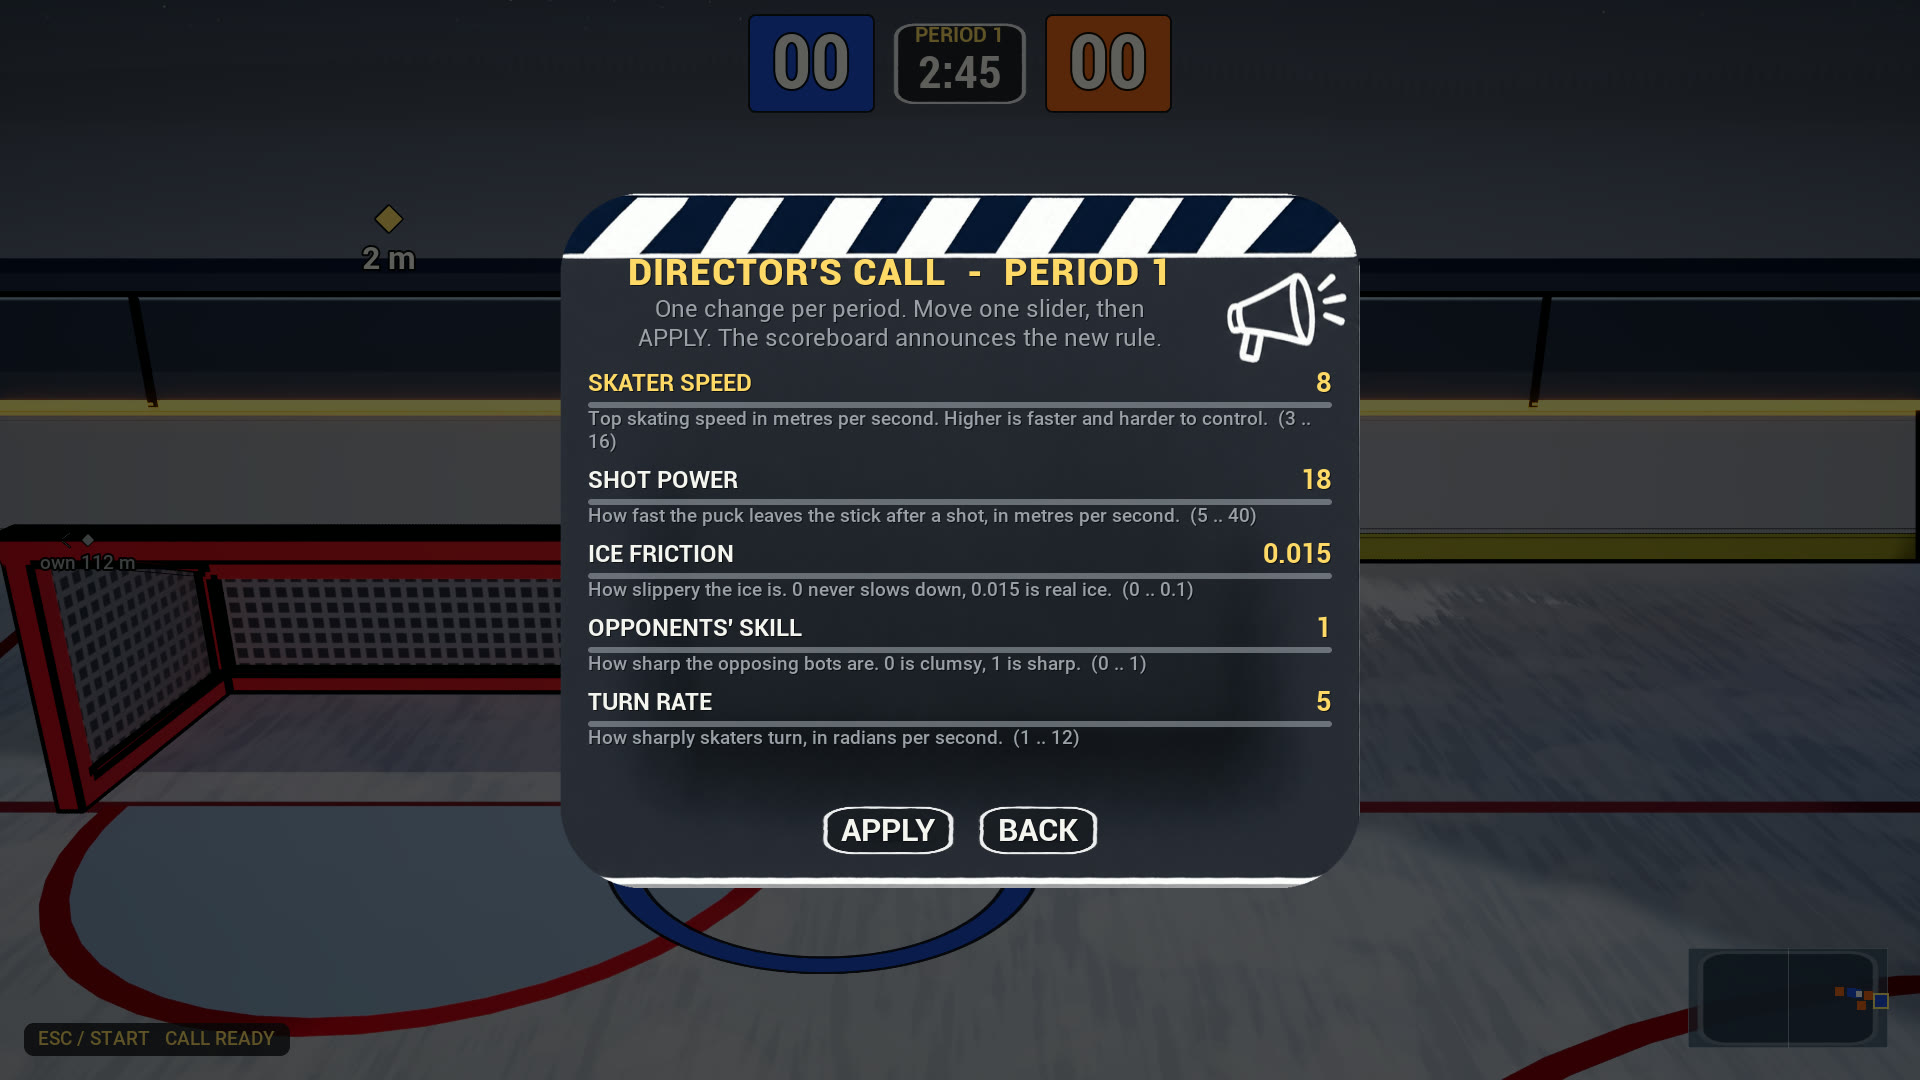 00
PERIOD 1
2:45
00
2 m
DIRECTOR'S CALL - PERIOD 1
One change per period. Move one slider, then
APPLY. The scoreboard announces the new rule.
SKATER SPEED 8
Top skating speed in metres per second. Higher is faster and harder to control. (3 ..
16)
SHOT POWER 18
How fast the puck leaves the stick after a shot, in metres per second. (5 .. 40)
ICE FRICTION 0.015
own 112 m
How slippery the ice is. 0 never slows down, 0.015 is real ice. (0 .. 0.1)
OPPONENTS' SKILL 1
How sharp the opposing bots are. 0 is clumsy, 1 is sharp. (0 .. 1)
TURN RATE 5
How sharply skaters turn, in radians per second. (1 .. 12)
APPLY BACK
ESC / START CALL READY